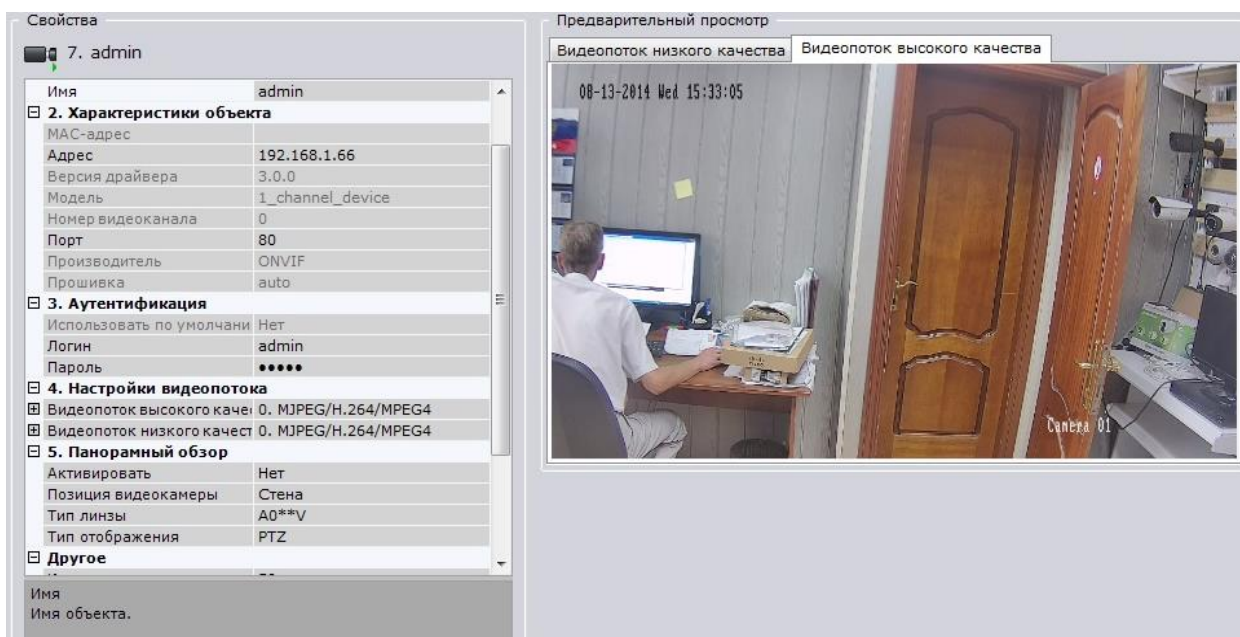 Свойства
7. admin
Имя admin
2. Характеристики объекта
MAC-адрес
Адрес 192.168.1.66
Версия драйвера 3.0.0
Модель 1_channel_device
Номер видеоканала 0
Порт 80
Производитель ONVIF
Прошивка auto
3. Аутентификация
Использовать по умолчани Нет
Логин admin
Пароль •••••
4. Настройки видеопотока
Видеопоток высокого качес 0. MJPEG/H.264/MPEG4
Видеопоток низкого качест 0. MJPEG/H.264/MPEG4
5. Панорамный обзор
Активировать Нет
Позиция видеокамеры Стена
Тип линзы A0**V
Тип отображения PTZ
Другое
Имя
Имя объекта.
Предварительный просмотр
Видеопоток низкого качества Видеопоток высокого качества
08-13-2014 Wed 15:33:05
Camera 01